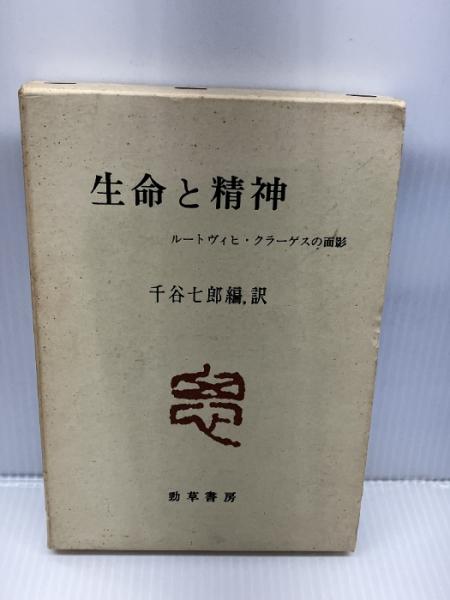 生命と精神
ルートヴィヒ・クラーゲスの面影
千谷七郎編,訳
勁草書房